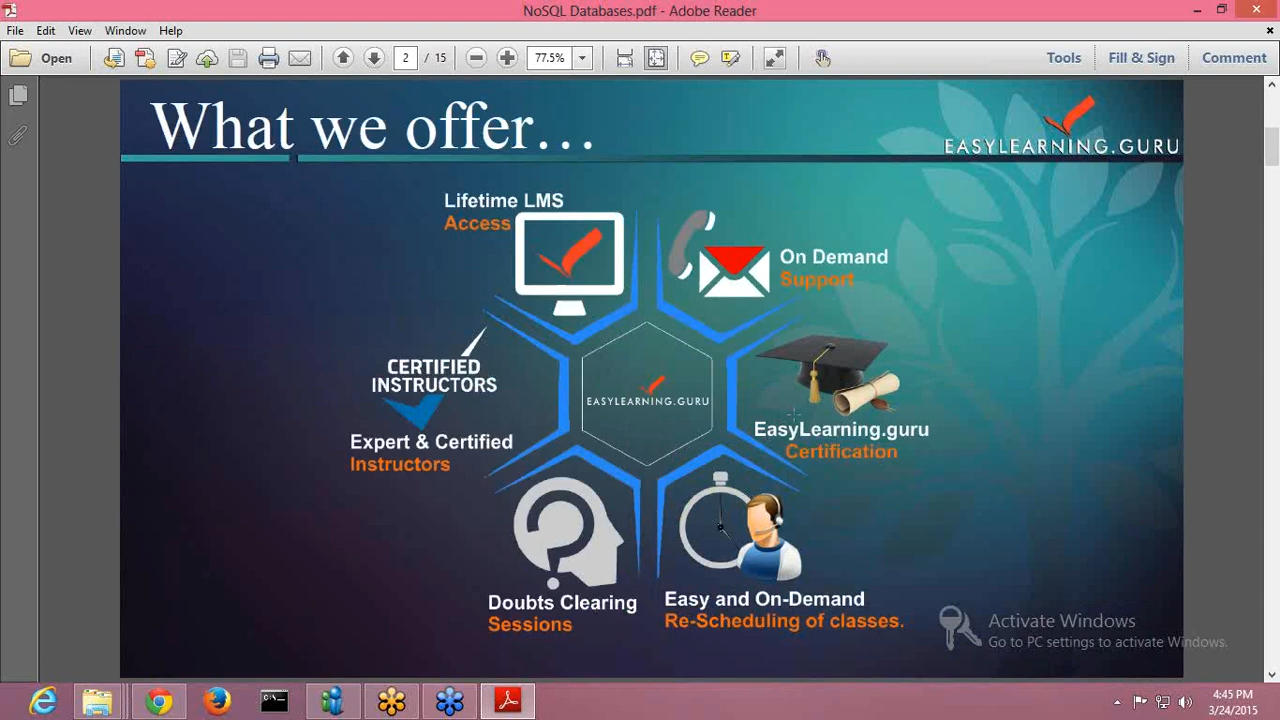 NoSQL Databases.pdf - Adobe Reader
File Edit View Window Help
Open 2 / 15 77.5% Tools Fill & Sign Comment
What we offer…
EASYLEARNING.GURU
Lifetime LMS
Access
On Demand
Support
CERTIFIED
INSTRUCTORS
Expert & Certified
Instructors
EASYLEARNING.GURU
EasyLearning.guru
Certification
Doubts Clearing
Sessions
Easy and On-Demand
Re-Scheduling of classes.
Activate Windows
Go to PC settings to activate Windows.
4:45 PM
3/24/2015